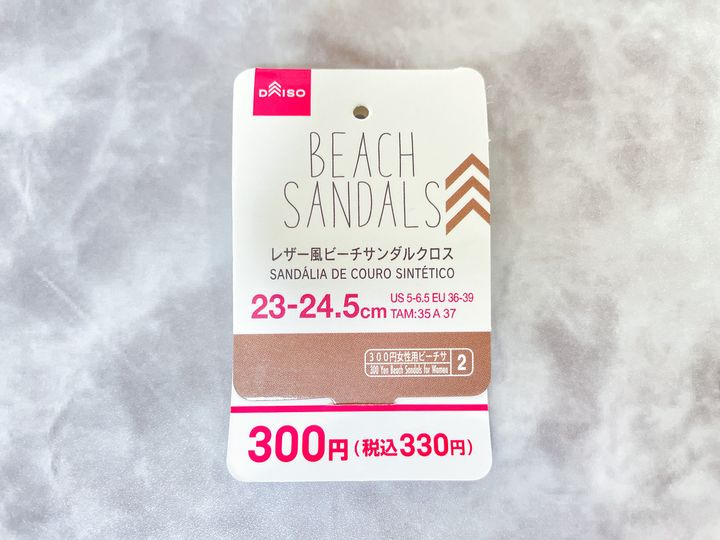 DAISO
BEACH
SANDALS
レザー風ビーチサンダルクロス
SANDÁLIA DE COURO SINTÉTICO
23-24.5cm US 5-6.5 EU 36-39
TAM:35 A 37
300円女性用ビーチサ
300 Yen Beach Sandals for Women
2
300円(税込330円)